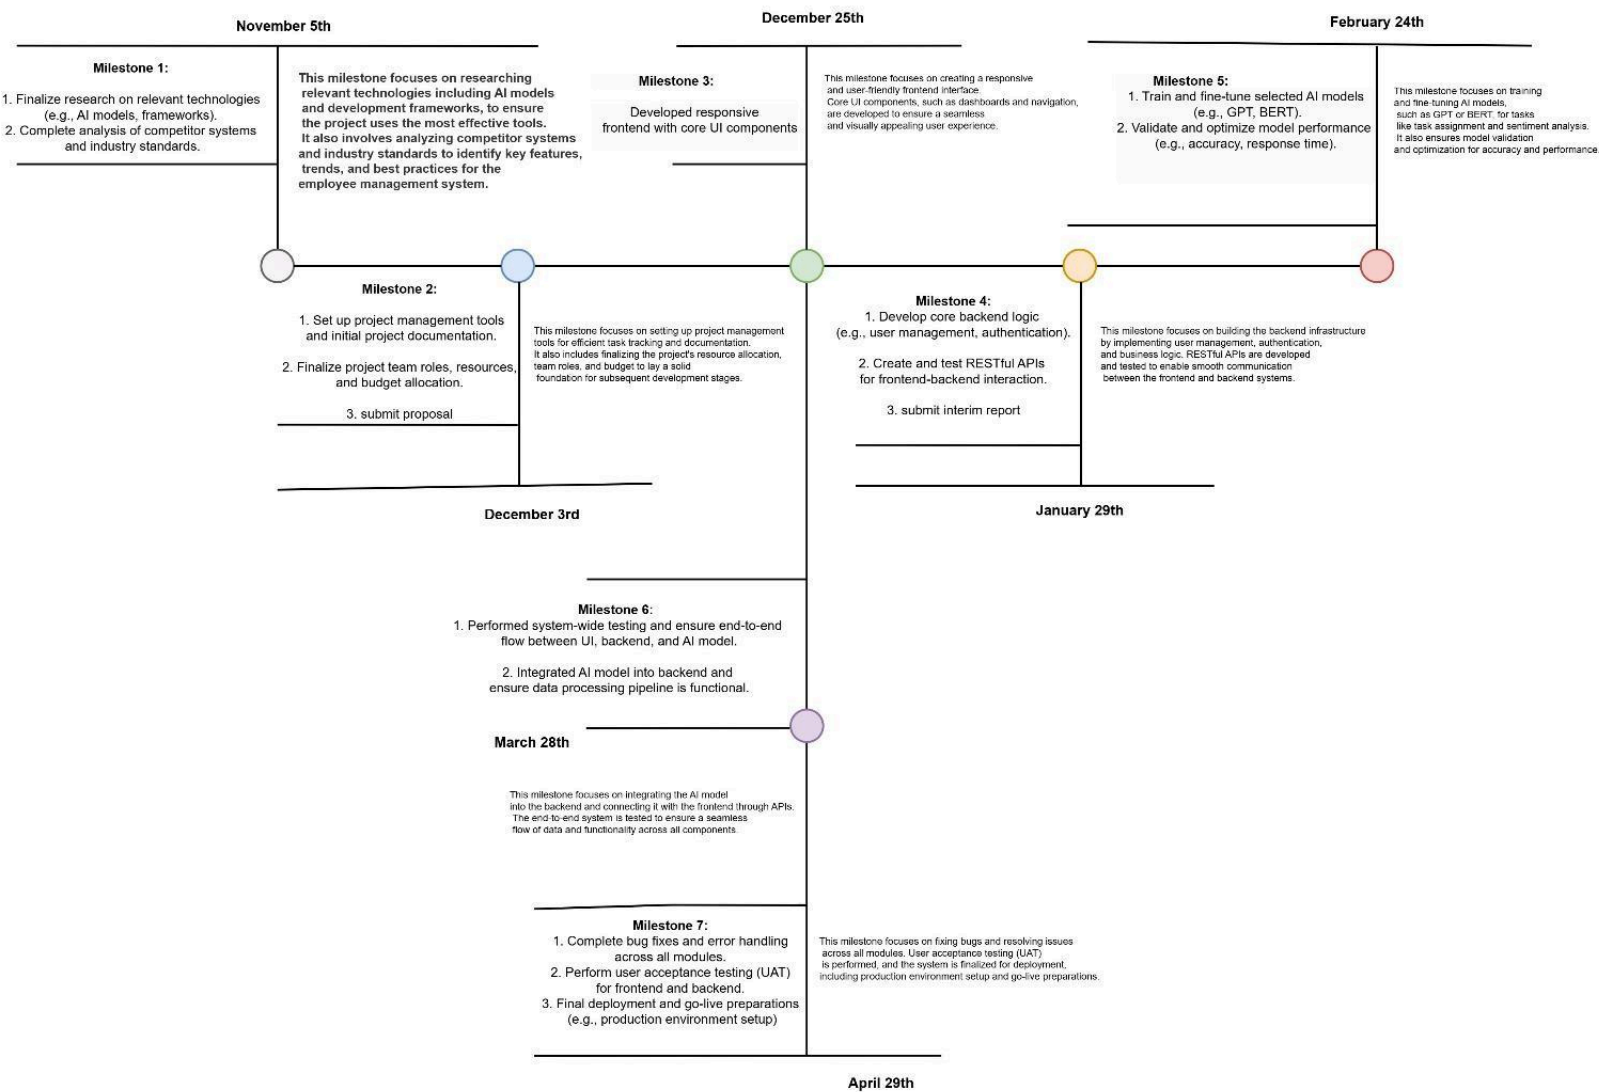 November 5th
Milestone 1:
1. Finalize research on relevant technologies
(e.g., AI models, frameworks).
2. Complete analysis of competitor systems
and industry standards.
This milestone focuses on researching
relevant technologies including AI models
and development frameworks, to ensure
the project uses the most effective tools.
It also involves analyzing competitor systems
and industry standards to identify key features,
trends, and best practices for the
employee management system.
December 25th
Milestone 3:
Developed responsive
frontend with core UI components
This milestone focuses on creating a responsive
and user-friendly frontend interface.
Core UI components, such as dashboards and navigation,
are developed to ensure a seamless
and visually appealing user experience.
February 24th
Milestone 5:
1. Train and fine-tune selected AI models
(e.g., GPT, BERT).
2. Validate and optimize model performance
(e.g., accuracy, response time).
This milestone focuses on training
and fine-tuning AI models,
such as GPT or BERT, for tasks
like task assignment and sentiment analysis.
It also ensures model validation
and optimization for accuracy and performance.
Milestone 2:
1. Set up project management tools
and initial project documentation.
2. Finalize project team roles, resources,
and budget allocation.
3. submit proposal
This milestone focuses on setting up project management
tools for efficient task tracking and documentation.
It also includes finalizing the project's resource allocation,
team roles, and budget to lay a solid
foundation for subsequent development stages.
December 3rd
Milestone 4:
1. Develop core backend logic
(e.g., user management, authentication).
2. Create and test RESTful APIs
for frontend-backend interaction.
3. submit interim report
This milestone focuses on building the backend infrastructure
by implementing user management, authentication,
and business logic. RESTful APIs are developed
and tested to enable smooth communication
between the frontend and backend systems.
January 29th
Milestone 6:
1. Performed system-wide testing and ensure end-to-end
flow between UI, backend, and AI model.
2. Integrated AI model into backend and
ensure data processing pipeline is functional.
March 28th
This milestone focuses on integrating the AI model
into the backend and connecting it with the frontend through APIs.
The end-to-end system is tested to ensure a seamless
flow of data and functionality across all components.
Milestone 7:
1. Complete bug fixes and error handling
across all modules.
2. Perform user acceptance testing (UAT)
for frontend and backend.
3. Final deployment and go-live preparations
(e.g., production environment setup)
This milestone focuses on fixing bugs and resolving issues
across all modules. User acceptance testing (UAT)
is performed, and the system is finalized for deployment,
including production environment setup and go-live preparations.
April 29th